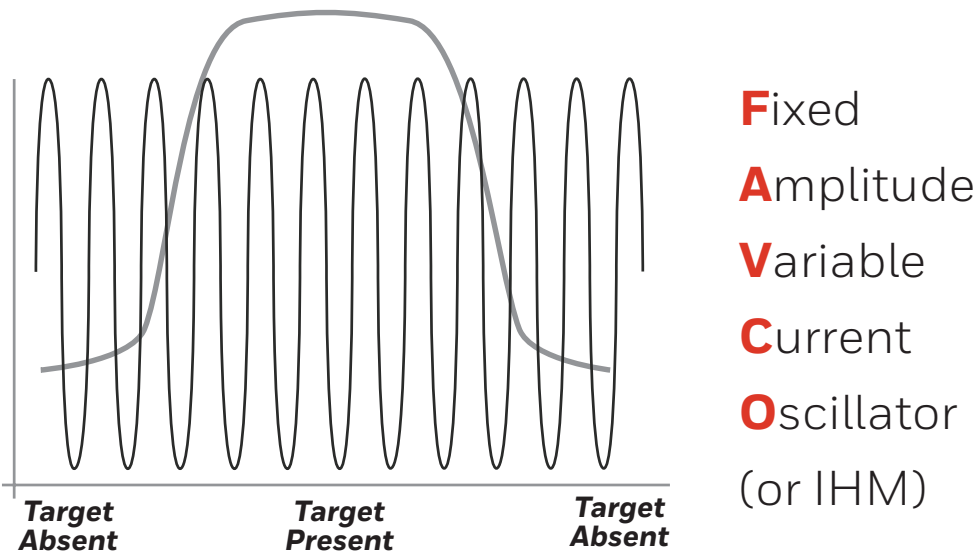 Fixed
Amplitude
Variable
Current
Oscillator
(or IHM)
Target
Absent
Target
Present
Target
Absent